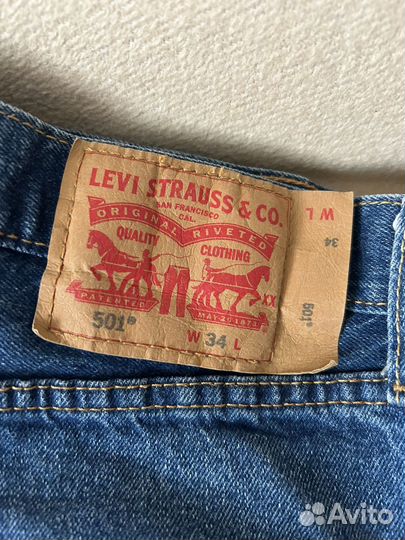 LEVI STRAUSS & CO.
SAN FRANCISCO
CAL.
ORIGINAL RIVETED
QUALITY CLOTHING
XX
PATENTED MAY 20 1873
501®
W 34 L
W L
34
501®
Avito